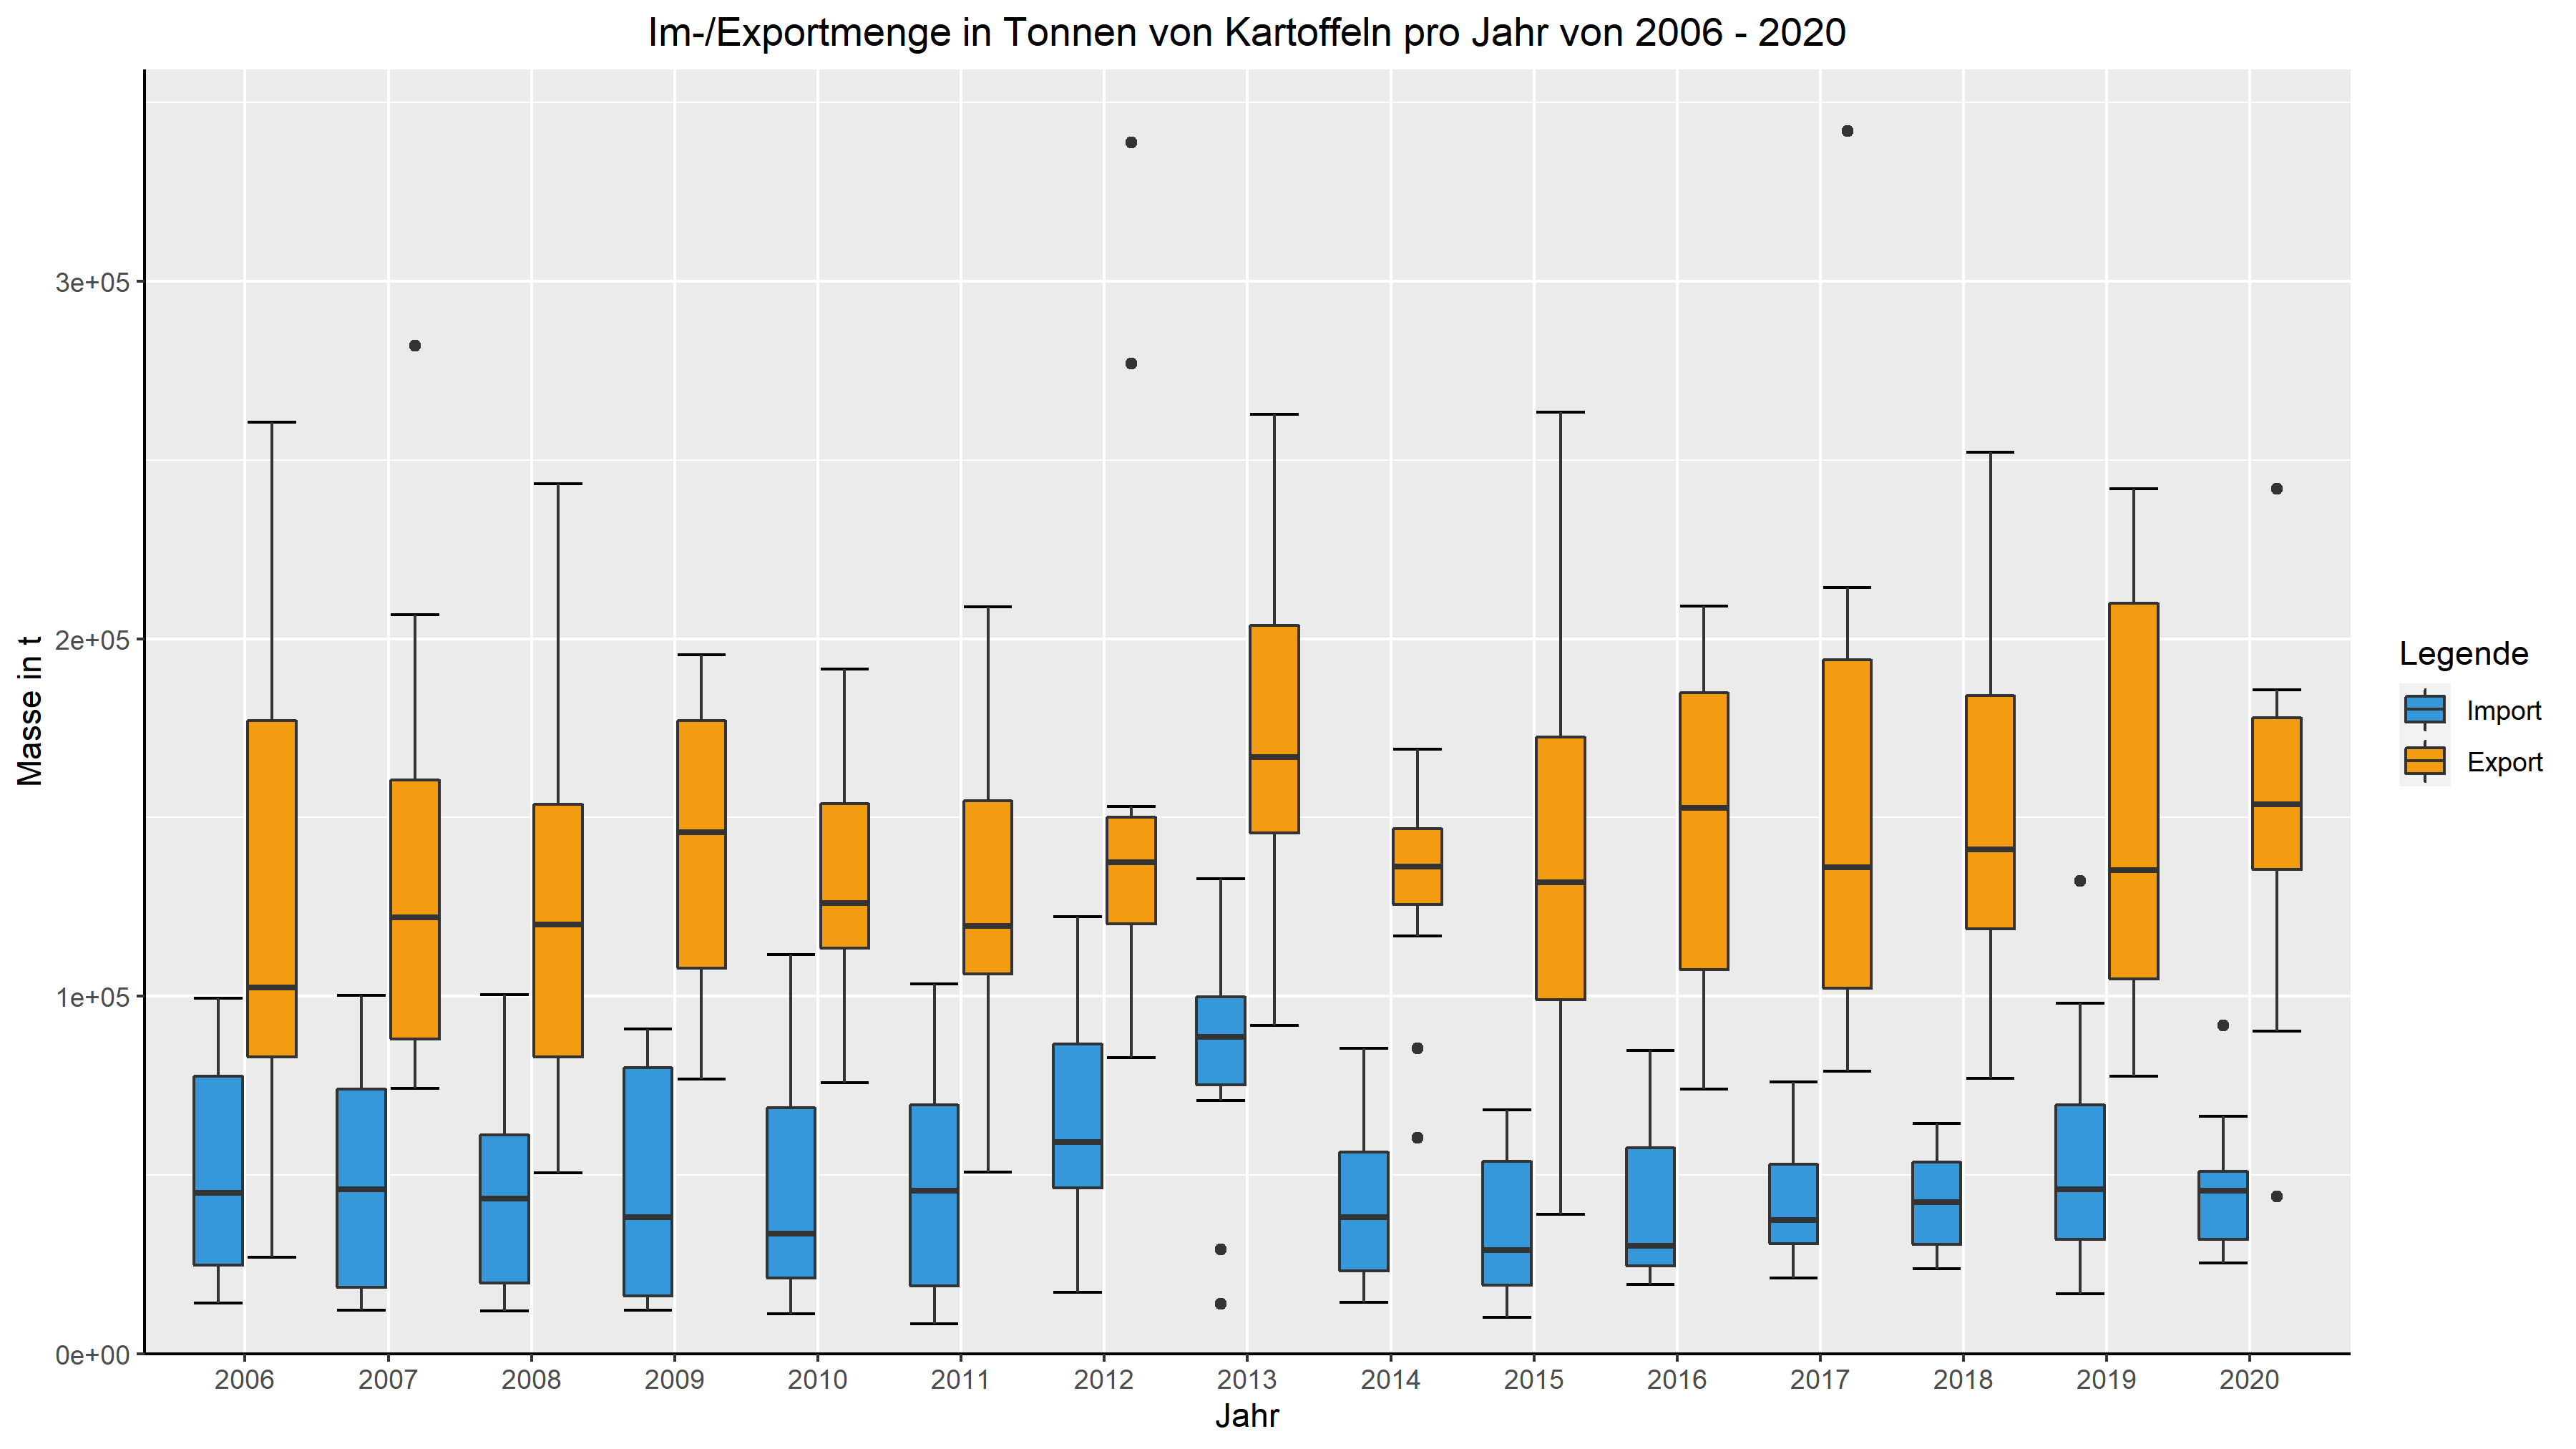 Im-/Exportmenge in Tonnen von Kartoffeln pro Jahr von 2006 - 2020
Masse in t
3e+05
2e+05
1e+05
0e+00
2006 2007 2008 2009 2010 2011 2012 2013 2014 2015 2016 2017 2018 2019 2020
Jahr
Legende
Import
Export